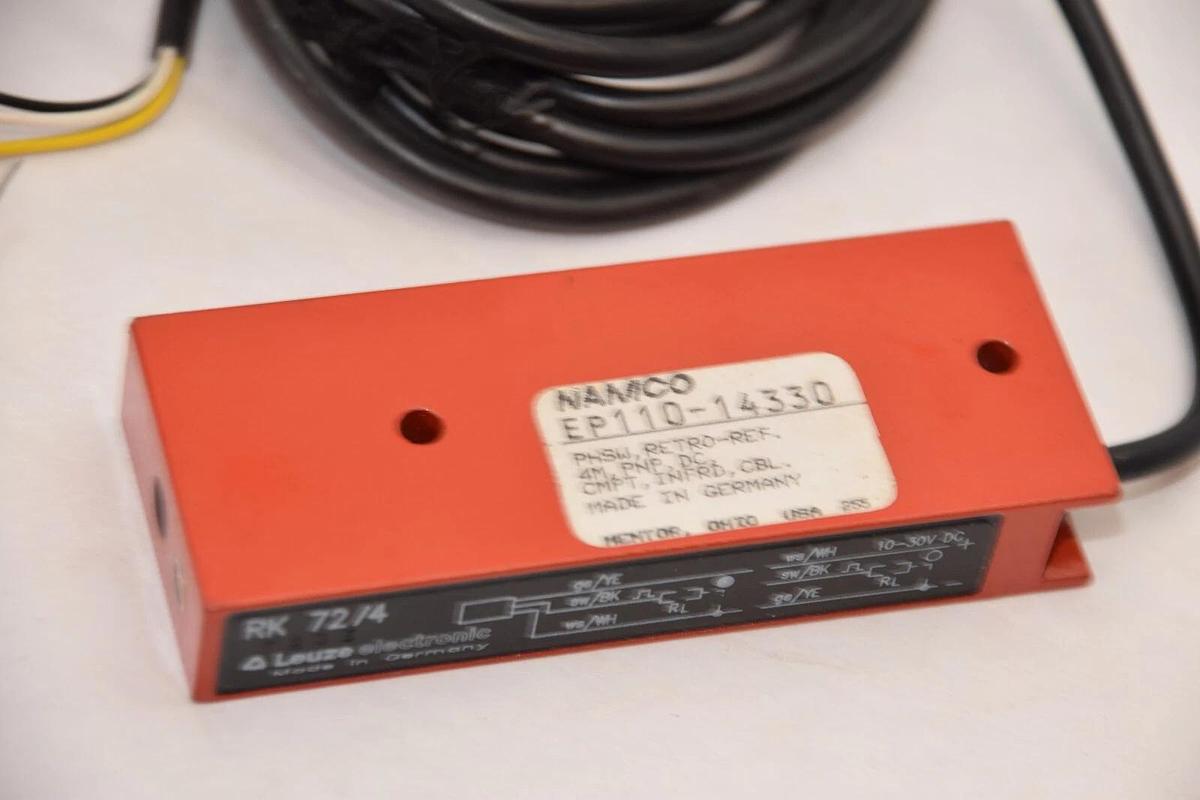 NAMCO
EP110-14330
PHSW, RETRO-REF.
4M, PNP, DC,
CMPT, INFRD, CBL.
MADE IN GERMANY
MENTOR, OHIO USA 255
RK 72/4
Leuze electronic
Made in Germany
ge/YE
sw/BK
RL
ws/WH
ws/WH 10-30V DC +
sw/BK
RL
ge/YE -